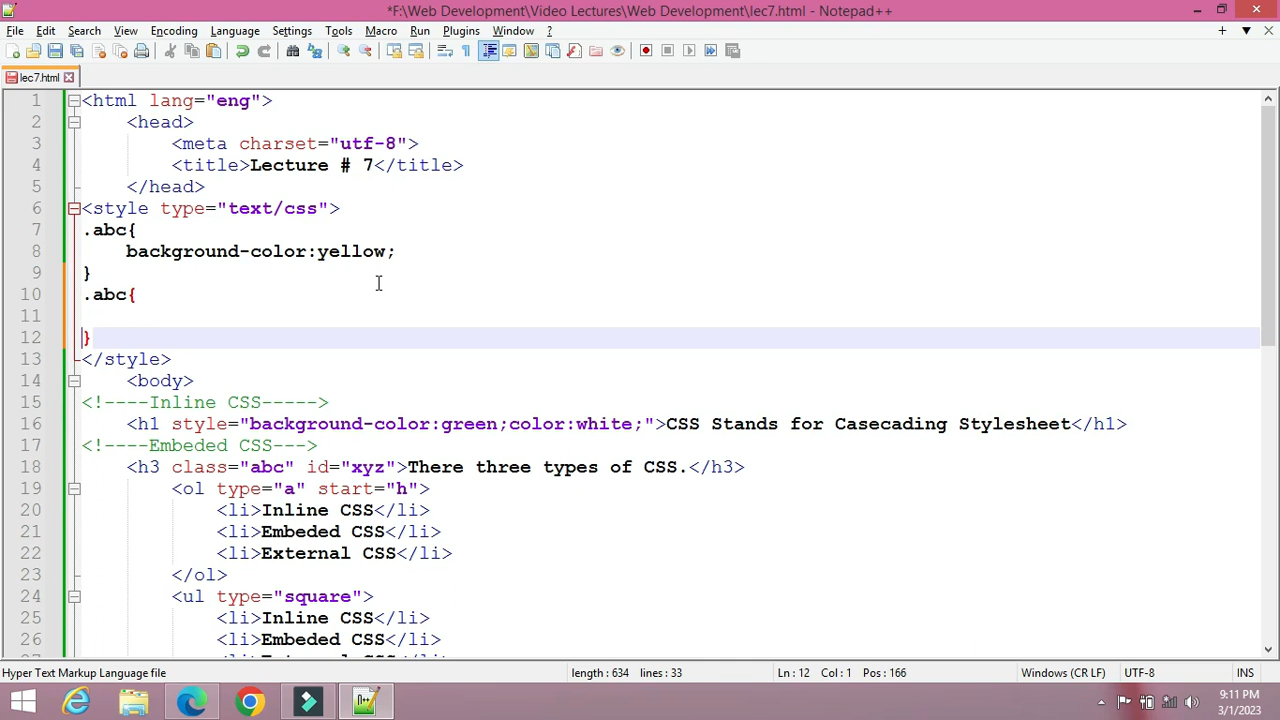 *F:\Web Development\Video Lectures\Web Development\lec7.html - Notepad++
File Edit Search View Encoding Language Settings Tools Macro Run Plugins Window ?
lec7.html
1 <html lang="eng">
2 <head>
3 <meta charset="utf-8">
4 <title>Lecture # 7</title>
5 </head>
6 <style type="text/css">
7 .abc{
8 background-color:yellow;
9 }
10 .abc{
11
12 }
13 </style>
14 <body>
15 <!----Inline CSS----->
16 <h1 style="background-color:green;color:white;">CSS Stands for Casecading Stylesheet</h1>
17 <!----Embeded CSS--->
18 <h3 class="abc" id="xyz">There three types of CSS.</h3>
19 <ol type="a" start="h">
20 <li>Inline CSS</li>
21 <li>Embeded CSS</li>
22 <li>External CSS</li>
23 </ol>
24 <ul type="square">
25 <li>Inline CSS</li>
26 <li>Embeded CSS</li>
Hyper Text Markup Language file length : 634 lines : 33 Ln : 12 Col : 1 Pos : 166 Windows (CR LF) UTF-8 INS
9:11 PM
3/1/2023